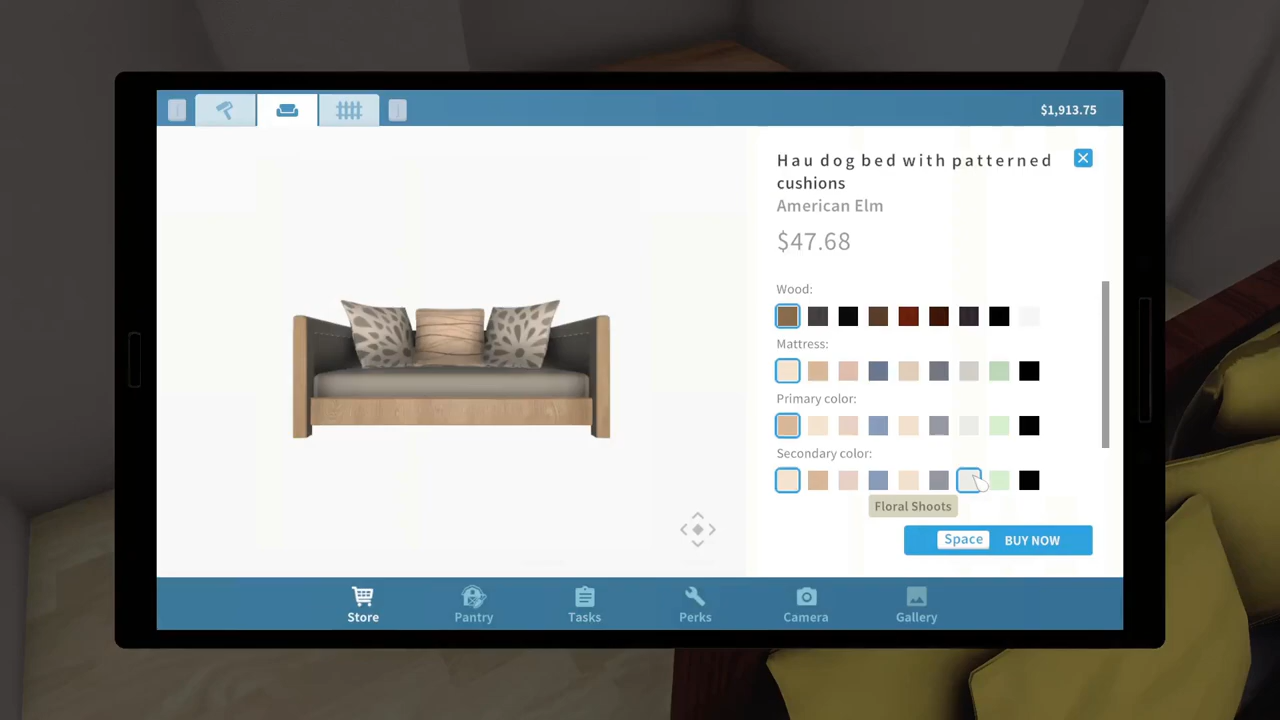 $1,913.75
Hau dog bed with patterned
cushions
American Elm
$47.68
Wood:
Mattress:
Primary color:
Secondary color:
Floral Shoots
Space BUY NOW
Store Pantry Tasks Perks Camera Gallery